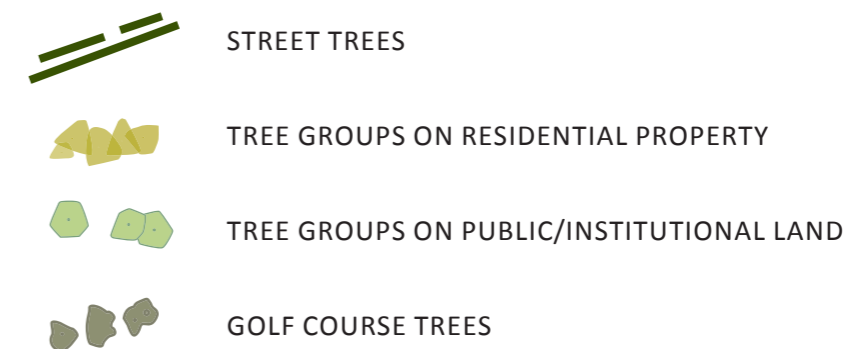 STREET TREES
TREE GROUPS ON RESIDENTIAL PROPERTY
TREE GROUPS ON PUBLIC/INSTITUTIONAL LAND
GOLF COURSE TREES